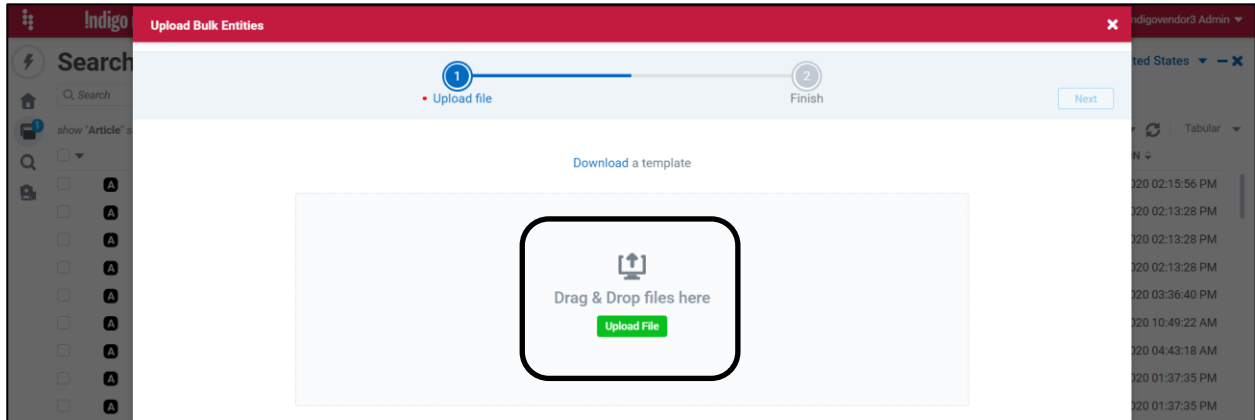 Indigo
Upload Bulk Entities
ndigovendor3 Admin
Search
ted States
1
2
Upload file
Finish
Search
Next
1
show "Article" s
Tabular
Download a template
N
A
020 02:15:56 PM
A
020 02:13:28 PM
A
020 02:13:28 PM
A
020 02:13:28 PM
Drag & Drop files here
A
020 03:36:40 PM
Upload File
A
020 10:49:22 AM
A
020 04:43:18 AM
A
020 01:37:35 PM
A
020 01:37:35 PM